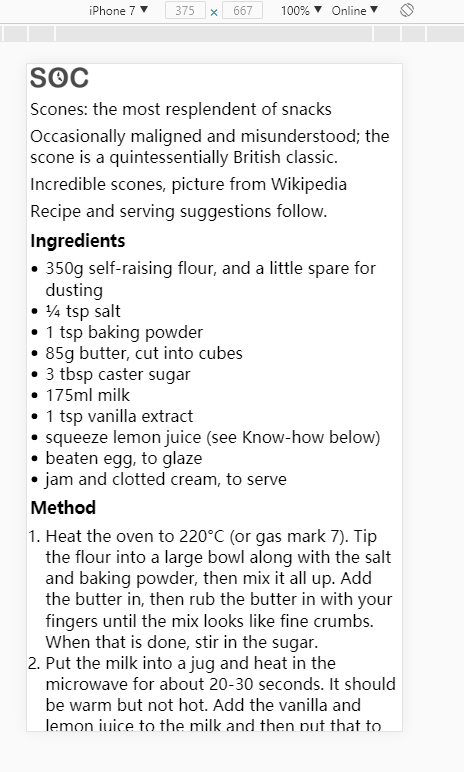 iPhone 7 ▼ 375 x 667 100% ▼ Online ▼
SOC
Scones: the most resplendent of snacks
Occasionally maligned and misunderstood; the
scone is a quintessentially British classic.
Incredible scones, picture from Wikipedia
Recipe and serving suggestions follow.
Ingredients
• 350g self-raising flour, and a little spare for
dusting
• ¼ tsp salt
• 1 tsp baking powder
• 85g butter, cut into cubes
• 3 tbsp caster sugar
• 175ml milk
• 1 tsp vanilla extract
• squeeze lemon juice (see Know-how below)
• beaten egg, to glaze
• jam and clotted cream, to serve
Method
1. Heat the oven to 220°C (or gas mark 7). Tip
the flour into a large bowl along with the salt
and baking powder, then mix it all up. Add
the butter in, then rub the butter in with your
fingers until the mix looks like fine crumbs.
When that is done, stir in the sugar.
2. Put the milk into a jug and heat in the
microwave for about 20-30 seconds. It should
be warm but not hot. Add the vanilla and
lemon juice to the milk and then put that to